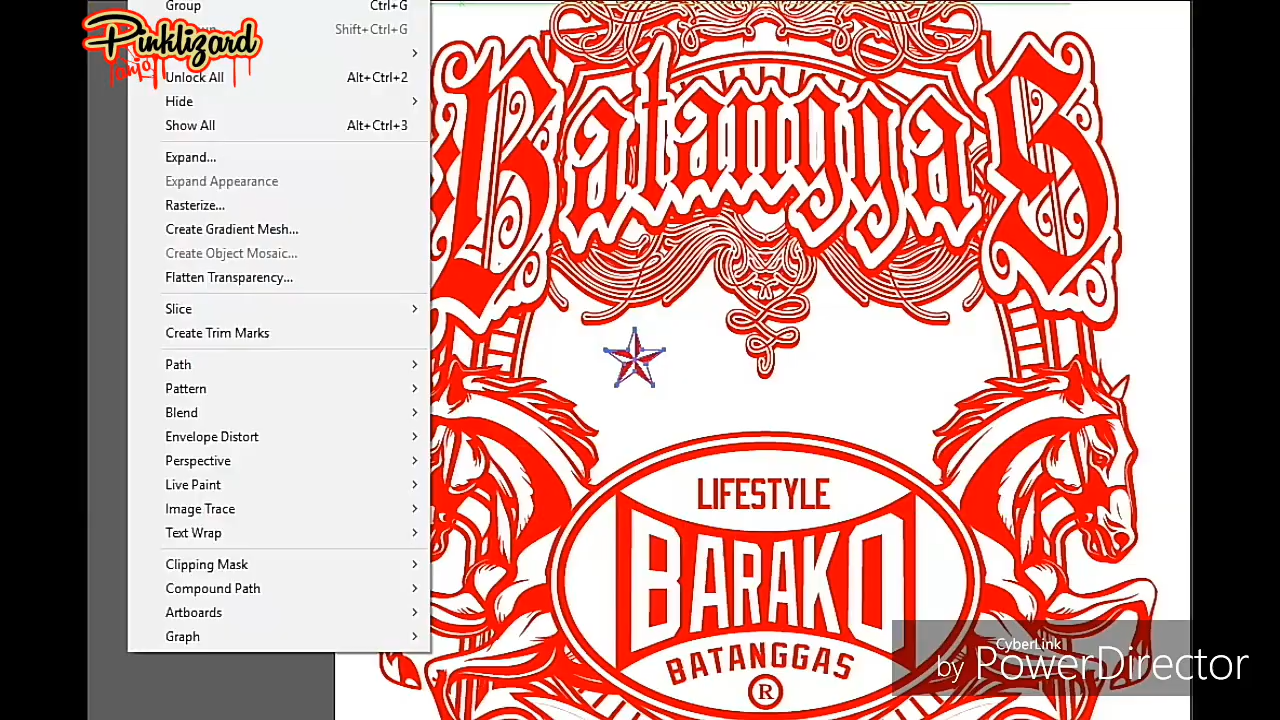 Group Ctrl+G
Shift+Ctrl+G
Pinklizard
Unlock All Alt+Ctrl+2
Hide
Show All Alt+Ctrl+3
Expand...
Expand Appearance
Rasterize...
Create Gradient Mesh...
Create Object Mosaic...
Flatten Transparency...
Slice
Create Trim Marks
Path
Pattern
Blend
Envelope Distort
Perspective
Live Paint
Image Trace
Text Wrap
Clipping Mask
Compound Path
Artboards
Graph
BatanggaS
LIFESTYLE
BARAKO
BATANGGAS
®
CyberLink
by PowerDirector